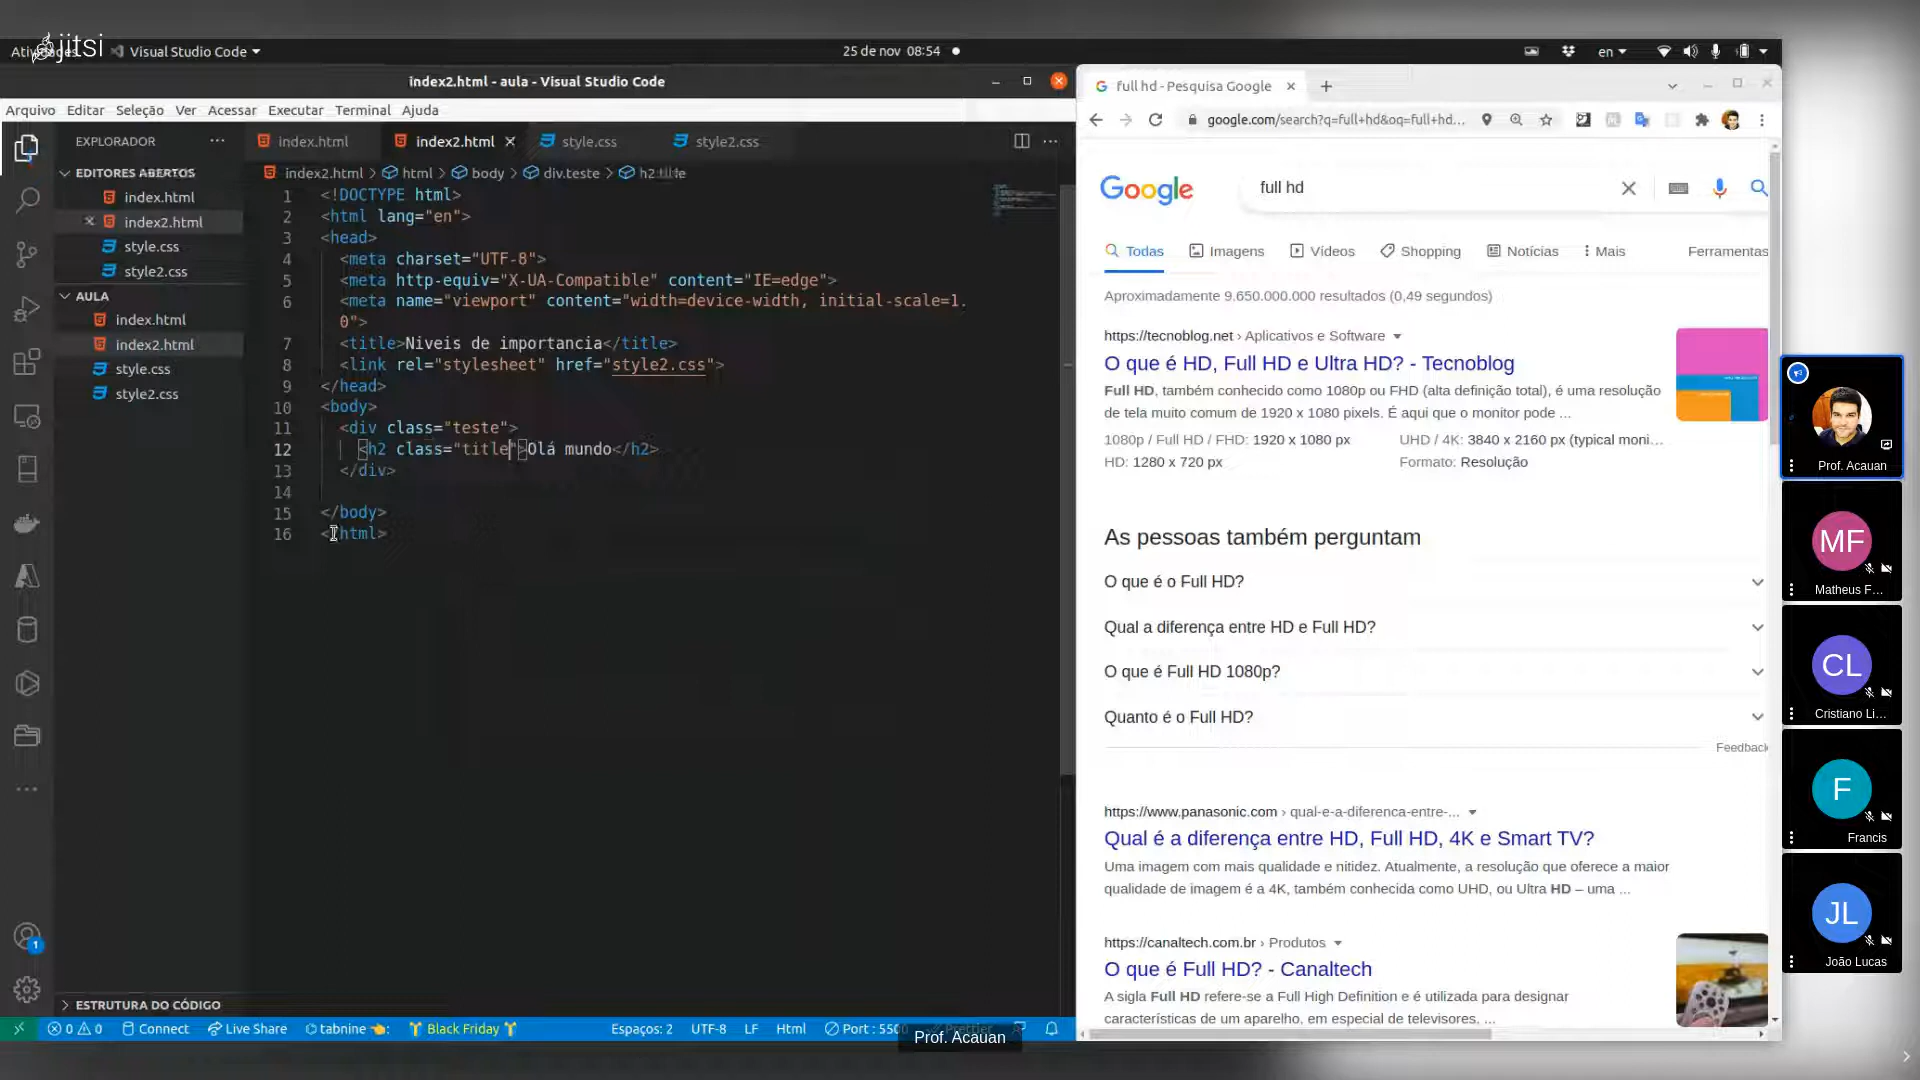 jitsi
Visual Studio Code
25 de nov 08:54
en
index2.html - aula - Visual Studio Code
Arquivo Editar Seleção Ver Acessar Executar Terminal Ajuda
EXPLORADOR
EDITORES ABERTOS
index.html
index2.html
style.css
style2.css
AULA
index.html
index2.html
style.css
style2.css
ESTRUTURA DO CÓDIGO
index.html
index2.html
style.css
style2.css
index2.html > html > body > div.teste > h2.title
1 <!DOCTYPE html>
2 <html lang="en">
3 <head>
4 <meta charset="UTF-8">
5 <meta http-equiv="X-UA-Compatible" content="IE=edge">
6 <meta name="viewport" content="width=device-width, initial-scale=1.
0">
7 <title>Niveis de importancia</title>
8 <link rel="stylesheet" href="style2.css">
9 </head>
10 <body>
11 <div class="teste">
12 <h2 class="title">Olá mundo</h2>
13 </div>
14
15 </body>
16 </html>
1
0 0 Connect Live Share tabnine Black Friday Espaços: 2 UTF-8 LF Html Port : 5500 Prettier
Prof. Acauan
full hd - Pesquisa Google
google.com/search?q=full+hd&oq=full+hd...
Google
full hd
Todas Imagens Vídeos Shopping Notícias Mais Ferramentas
Aproximadamente 9.650.000.000 resultados (0,49 segundos)
https://tecnoblog.net › Aplicativos e Software
O que é HD, Full HD e Ultra HD? - Tecnoblog
Full HD, também conhecido como 1080p ou FHD (alta definição total), é uma resolução
de tela muito comum de 1920 x 1080 pixels. É aqui que o monitor pode ...
1080p / Full HD / FHD: 1920 x 1080 px UHD / 4K: 3840 x 2160 px (typical moni...
HD: 1280 x 720 px Formato: Resolução
As pessoas também perguntam
O que é o Full HD?
Qual a diferença entre HD e Full HD?
O que é Full HD 1080p?
Quanto é o Full HD?
Feedback
https://www.panasonic.com › qual-e-a-diferenca-entre-...
Qual é a diferença entre HD, Full HD, 4K e Smart TV?
Uma imagem com mais qualidade e nitidez. Atualmente, a resolução que oferece a maior
qualidade de imagem é a 4K, também conhecida como UHD, ou Ultra HD – uma ...
https://canaltech.com.br › Produtos
O que é Full HD? - Canaltech
A sigla Full HD refere-se a Full High Definition e é utilizada para designar
características de um aparelho, em especial de televisores. ...
Prof. Acauan
MF
Matheus F...
CL
Cristiano Li...
F
Francis
JL
João Lucas